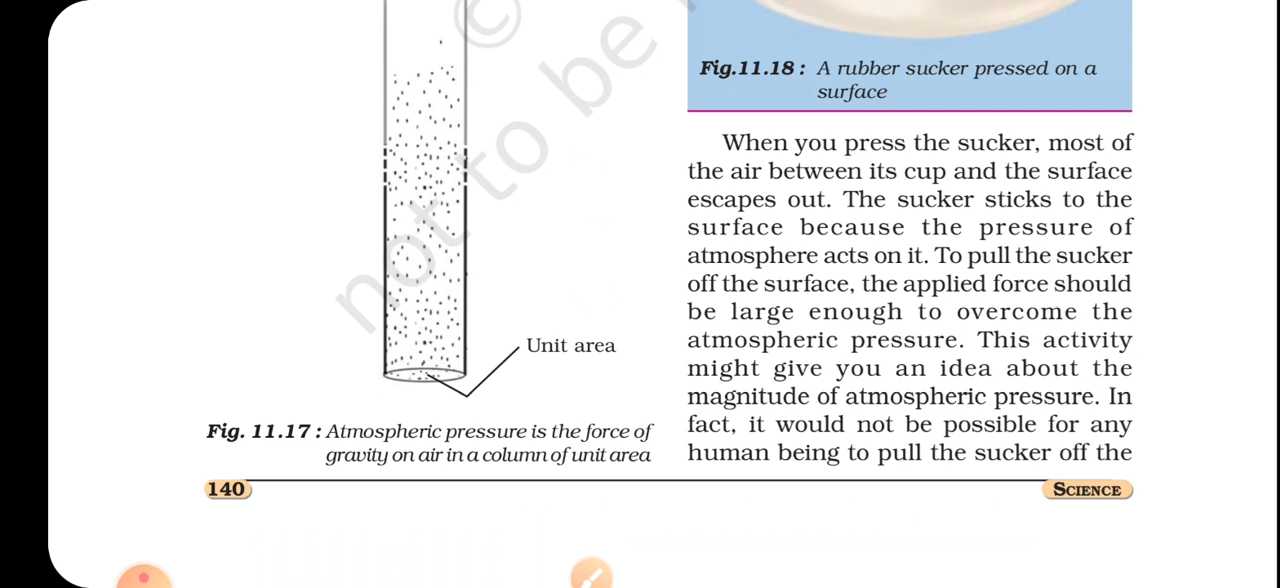 © 
not to be
Unit area
Fig. 11.17 : Atmospheric pressure is the force of
gravity on air in a column of unit area
Fig.11.18 : A rubber sucker pressed on a
surface
When you press the sucker, most of
the air between its cup and the surface
escapes out. The sucker sticks to the
surface because the pressure of
atmosphere acts on it. To pull the sucker
off the surface, the applied force should
be large enough to overcome the
atmospheric pressure. This activity
might give you an idea about the
magnitude of atmospheric pressure. In
fact, it would not be possible for any
human being to pull the sucker off the
140
SCIENCE